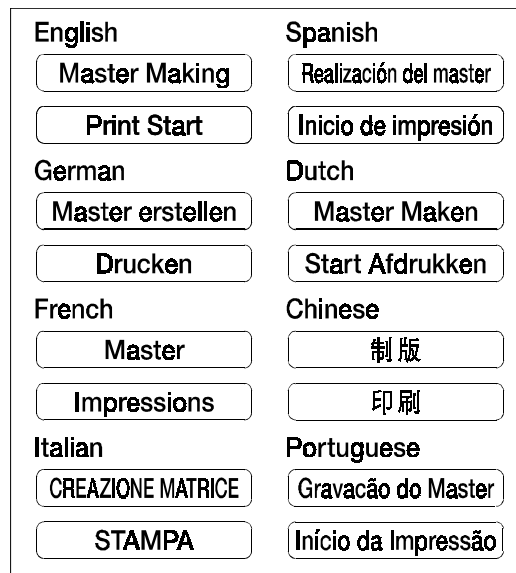 English
Master Making
Print Start
German
Master erstellen
Drucken
French
Master
Impressions
Italian
CREAZIONE MATRICE
STAMPA
Spanish
Realización del master
Inicio de impresión
Dutch
Master Maken
Start Afdrukken
Chinese
制版
印刷
Portuguese
Gravacão do Master
Início da Impressão